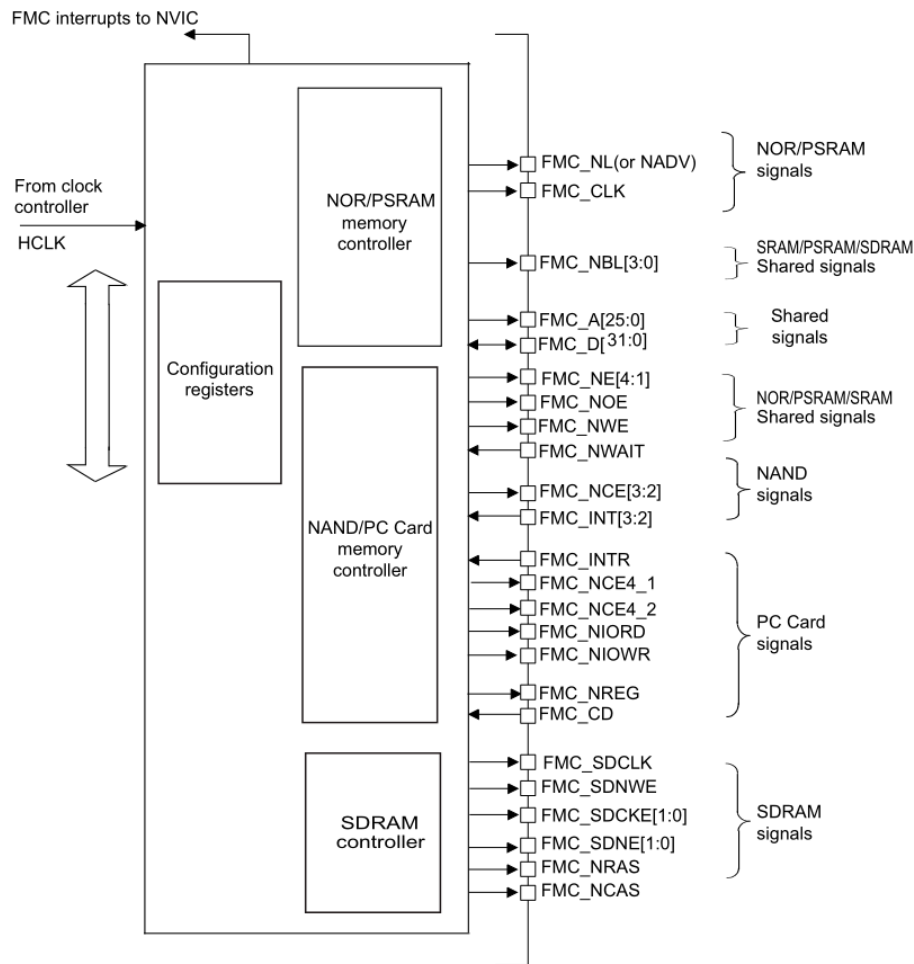 FMC interrupts to NVIC
From clock
controller
HCLK
Configuration
registers
NOR/PSRAM
memory
controller
NAND/PC Card
memory
controller
SDRAM
controller
FMC_NL(or NADV)
FMC_CLK
NOR/PSRAM
signals
FMC_NBL[3:0]
SRAM/PSRAM/SDRAM
Shared signals
FMC_A[25:0]
FMC_D[31:0]
Shared
signals
FMC_NE[4:1]
FMC_NOE
FMC_NWE
NOR/PSRAM/SRAM
Shared signals
FMC_NWAIT
FMC_NCE[3:2]
FMC_INT[3:2]
NAND
signals
FMC_INTR
FMC_NCE4_1
FMC_NCE4_2
FMC_NIORD
FMC_NIOWR
FMC_NREG
FMC_CD
PC Card
signals
FMC_SDCLK
FMC_SDNWE
FMC_SDCKE[1:0]
FMC_SDNE[1:0]
FMC_NRAS
FMC_NCAS
SDRAM
signals